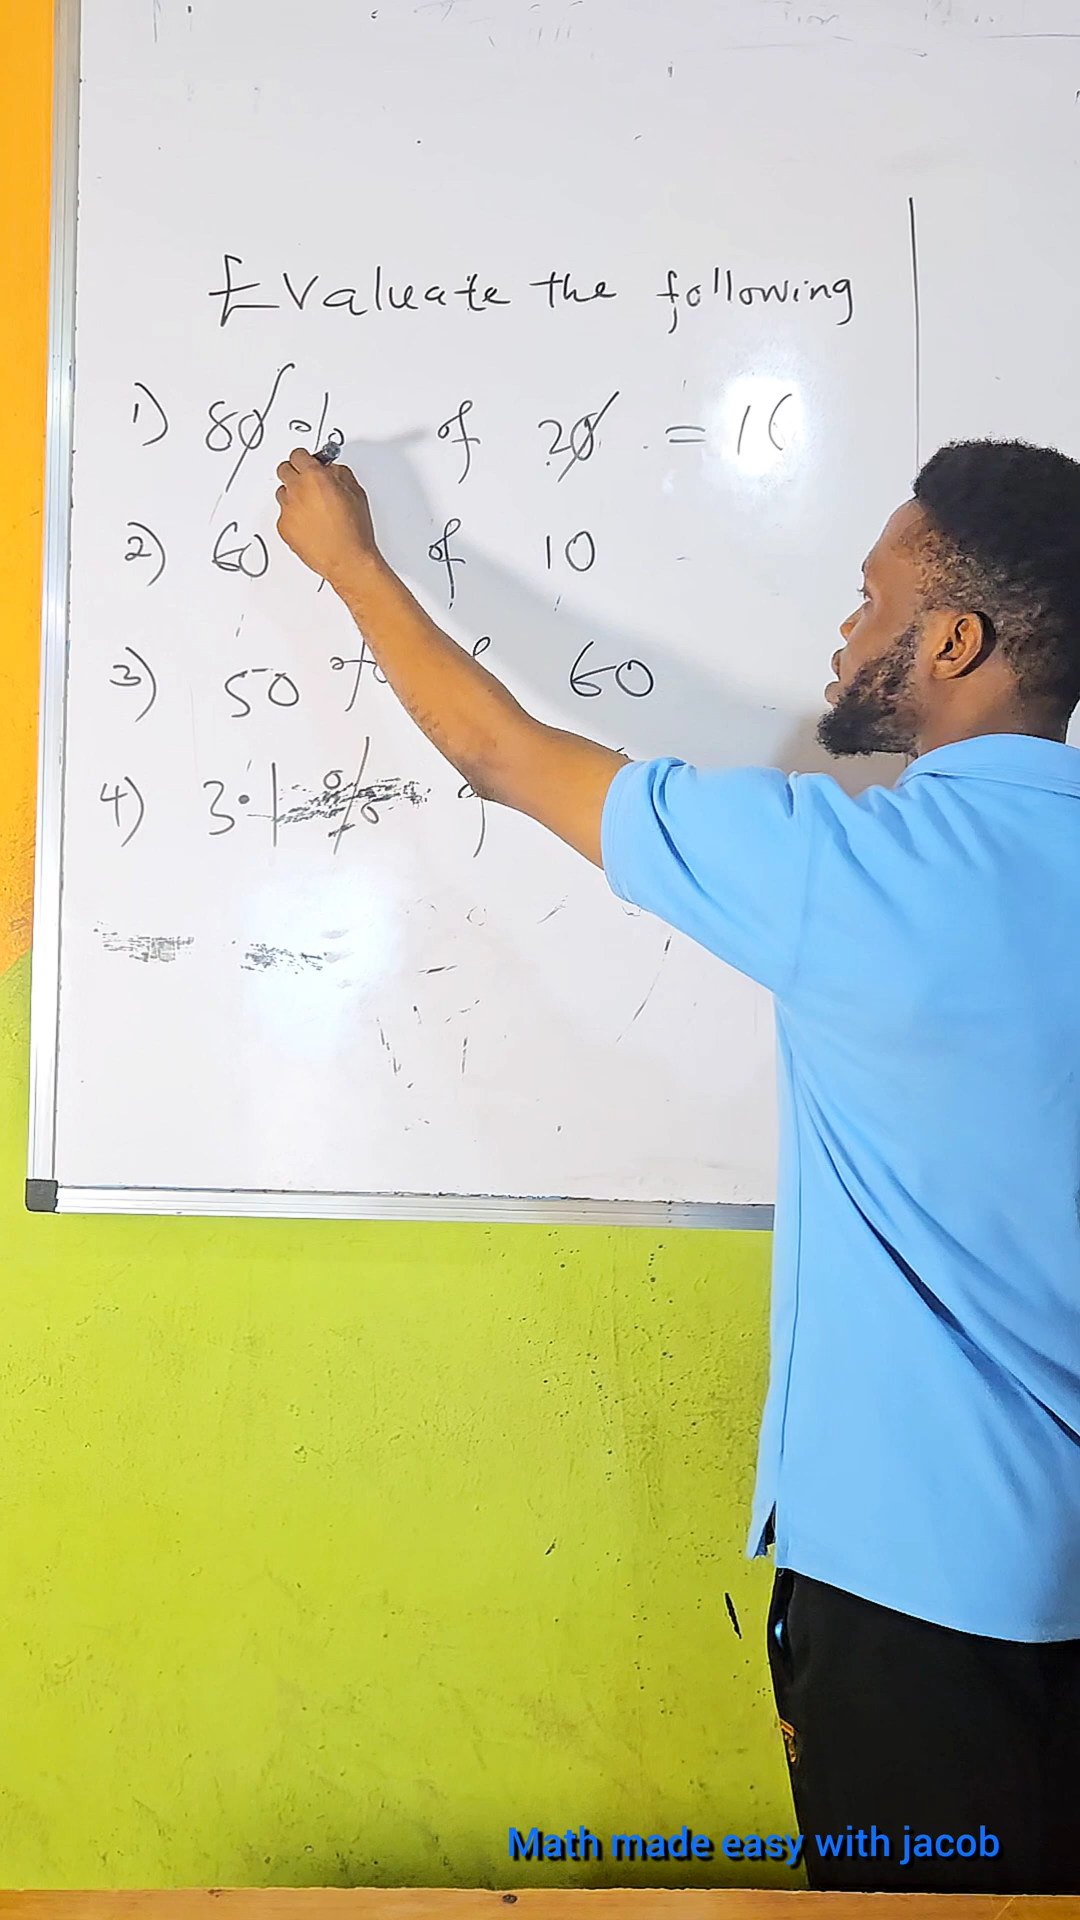 Evaluate the following
1) 80% of 20 = 16
2) 60 of 10
3) 50 % 60
4) 3.1%
Math made easy with jacob